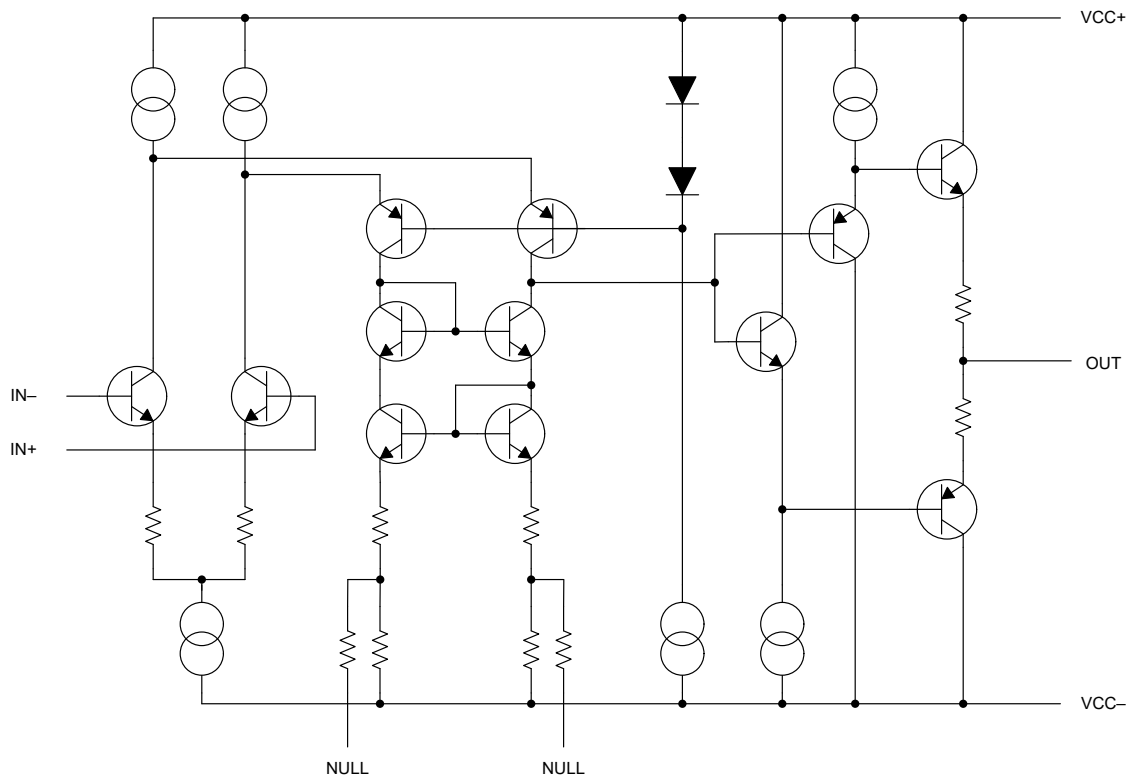 VCC+
OUT
IN–
IN+
VCC–
NULL
NULL